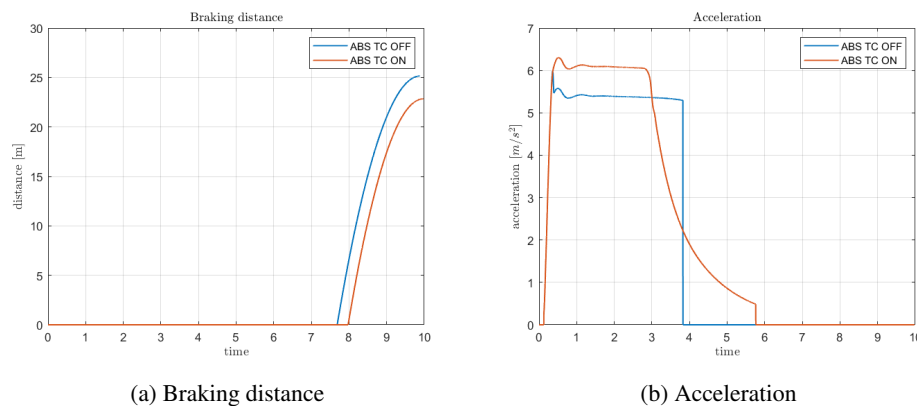 Braking distance
ABS TC OFF
ABS TC ON
30
25
20
15
10
5
0
distance [m]
0 1 2 3 4 5 6 7 8 9 10
time
(a) Braking distance
Acceleration
ABS TC OFF
ABS TC ON
7
6
5
4
3
2
1
0
acceleration [m/s²]
0 1 2 3 4 5 6 7 8 9 10
time
(b) Acceleration